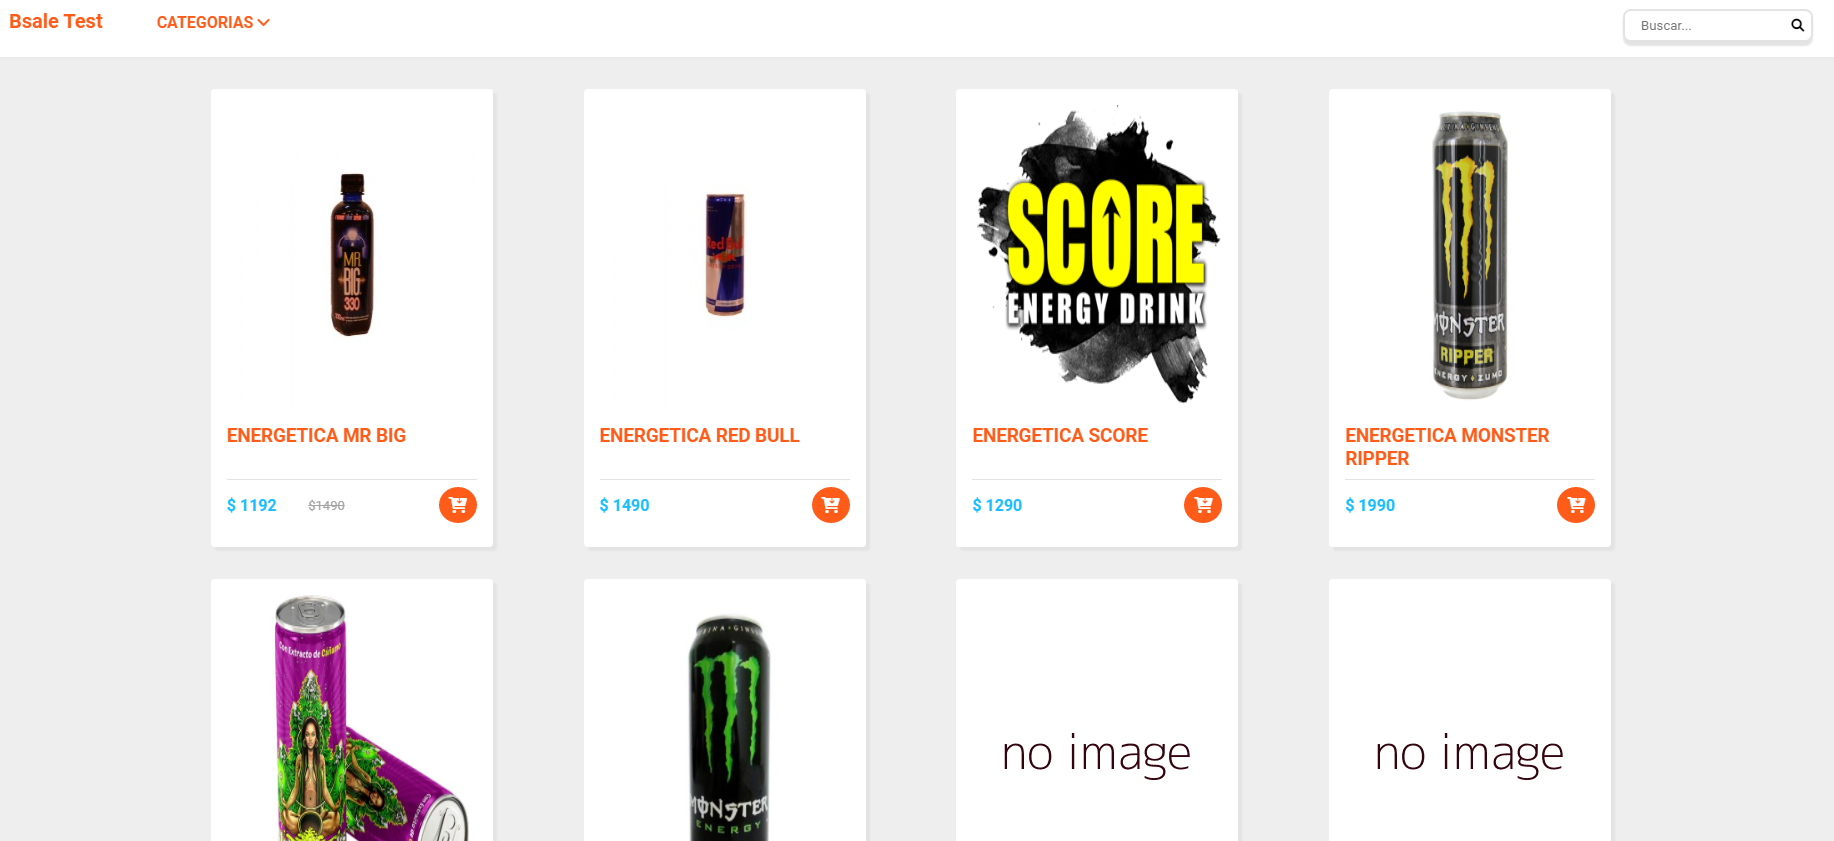 Bsale Test
CATEGORIAS
Buscar...
MR.
BIG
330
Red Bull
SCORE
ENERGY DRINK
MONSTER
RIPPER
ENERGY + ZUMO
ENERGETICA MR BIG
ENERGETICA RED BULL
ENERGETICA SCORE
ENERGETICA MONSTER
RIPPER
$ 1192
$1490
$ 1490
$ 1290
$ 1990
Con Extracto de Cáñamo
MONSTER
ENERGY
no image
no image